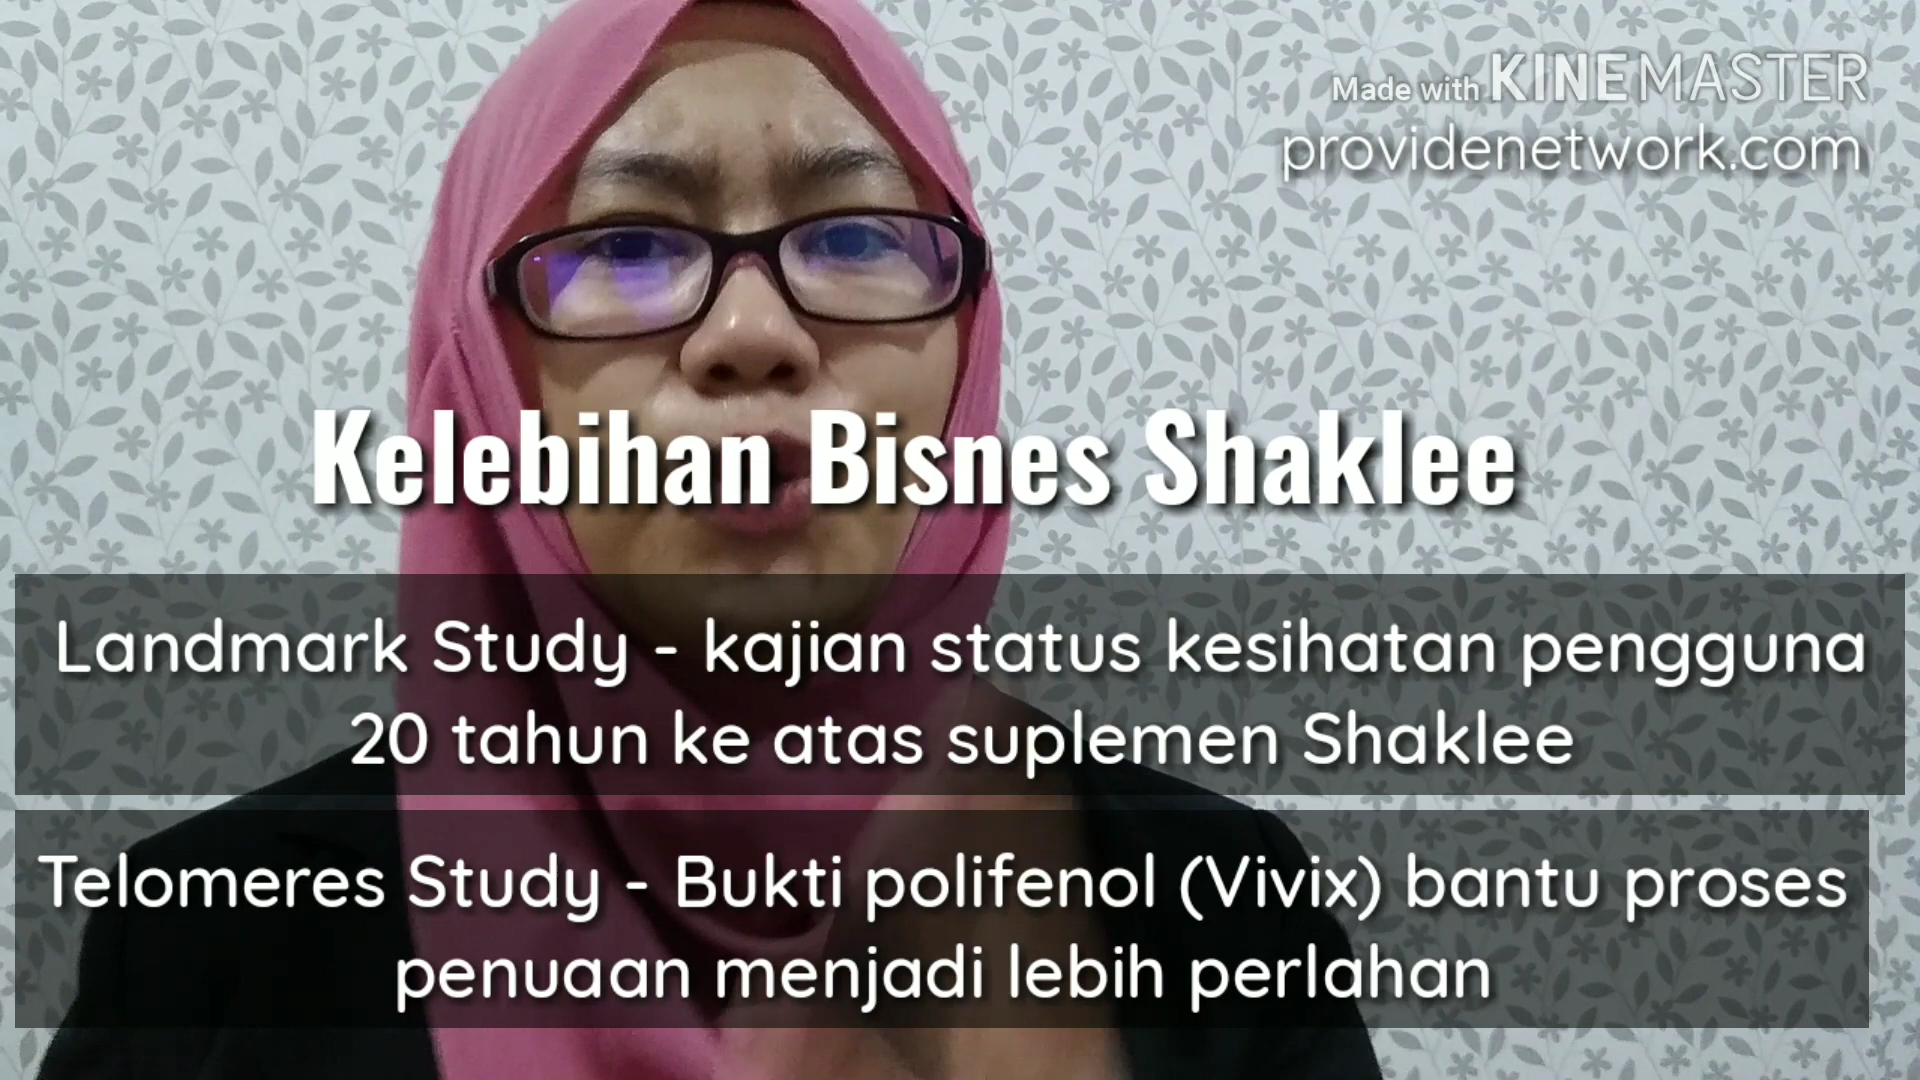 Made with KINEMASTER
providenetwork.com
Kelebihan Bisnes Shaklee
Landmark Study - kajian status kesihatan pengguna
20 tahun ke atas suplemen Shaklee
Telomeres Study - Bukti polifenol (Vivix) bantu proses
penuaan menjadi lebih perlahan